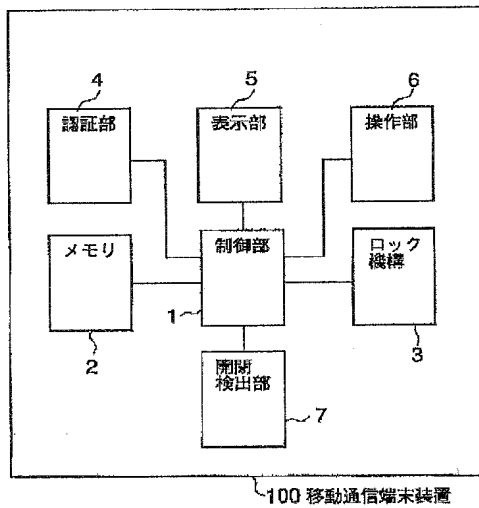 4
認証部
5
表示部
6
操作部
メモリ
2
制御部
1
ロック
機構
3
開閉
検出部
7
100 移動通信端末装置